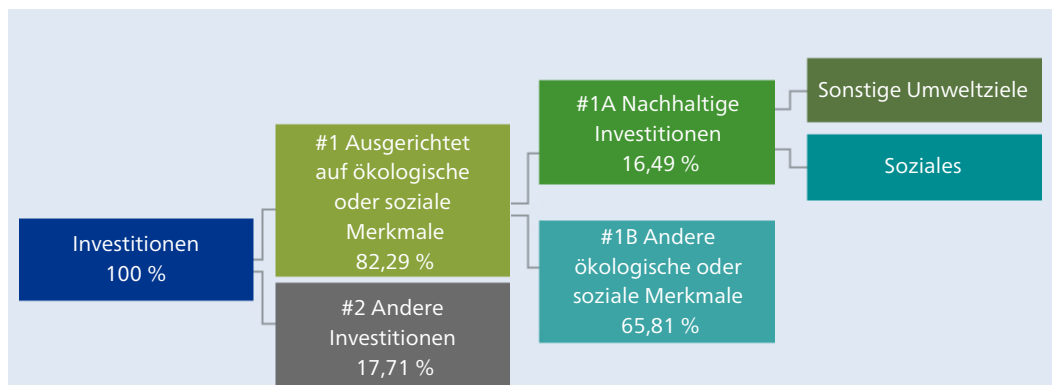 Investitionen
100 %
#1 Ausgerichtet
auf ökologische
oder soziale
Merkmale
82,29 %
#2 Andere
Investitionen
17,71 %
#1A Nachhaltige
Investitionen
16,49 %
#1B Andere
ökologische oder
soziale Merkmale
65,81 %
Sonstige Umweltziele
Soziales